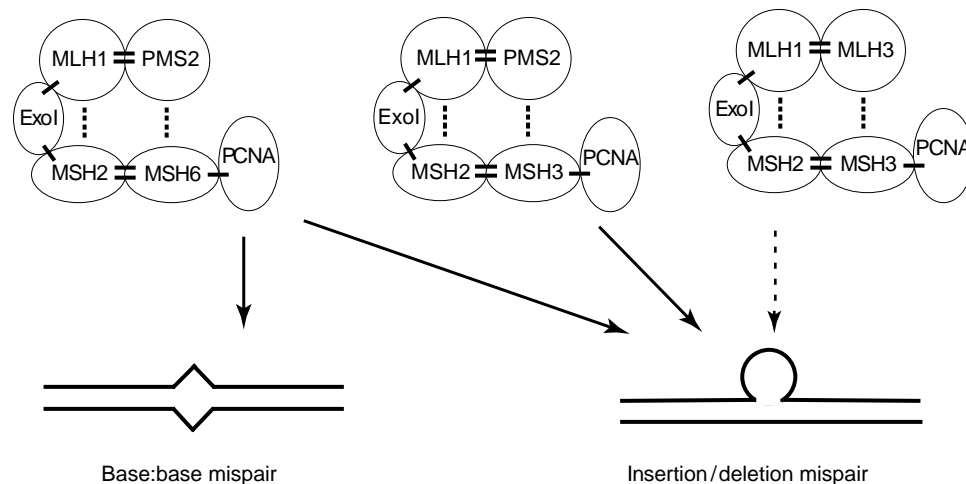 MLH1 PMS2
ExoI
MSH2 MSH6
PCNA
MLH1 PMS2
ExoI
MSH2 MSH3
PCNA
MLH1 MLH3
ExoI
MSH2 MSH3
PCNA
Base:base mispair
Insertion/deletion mispair